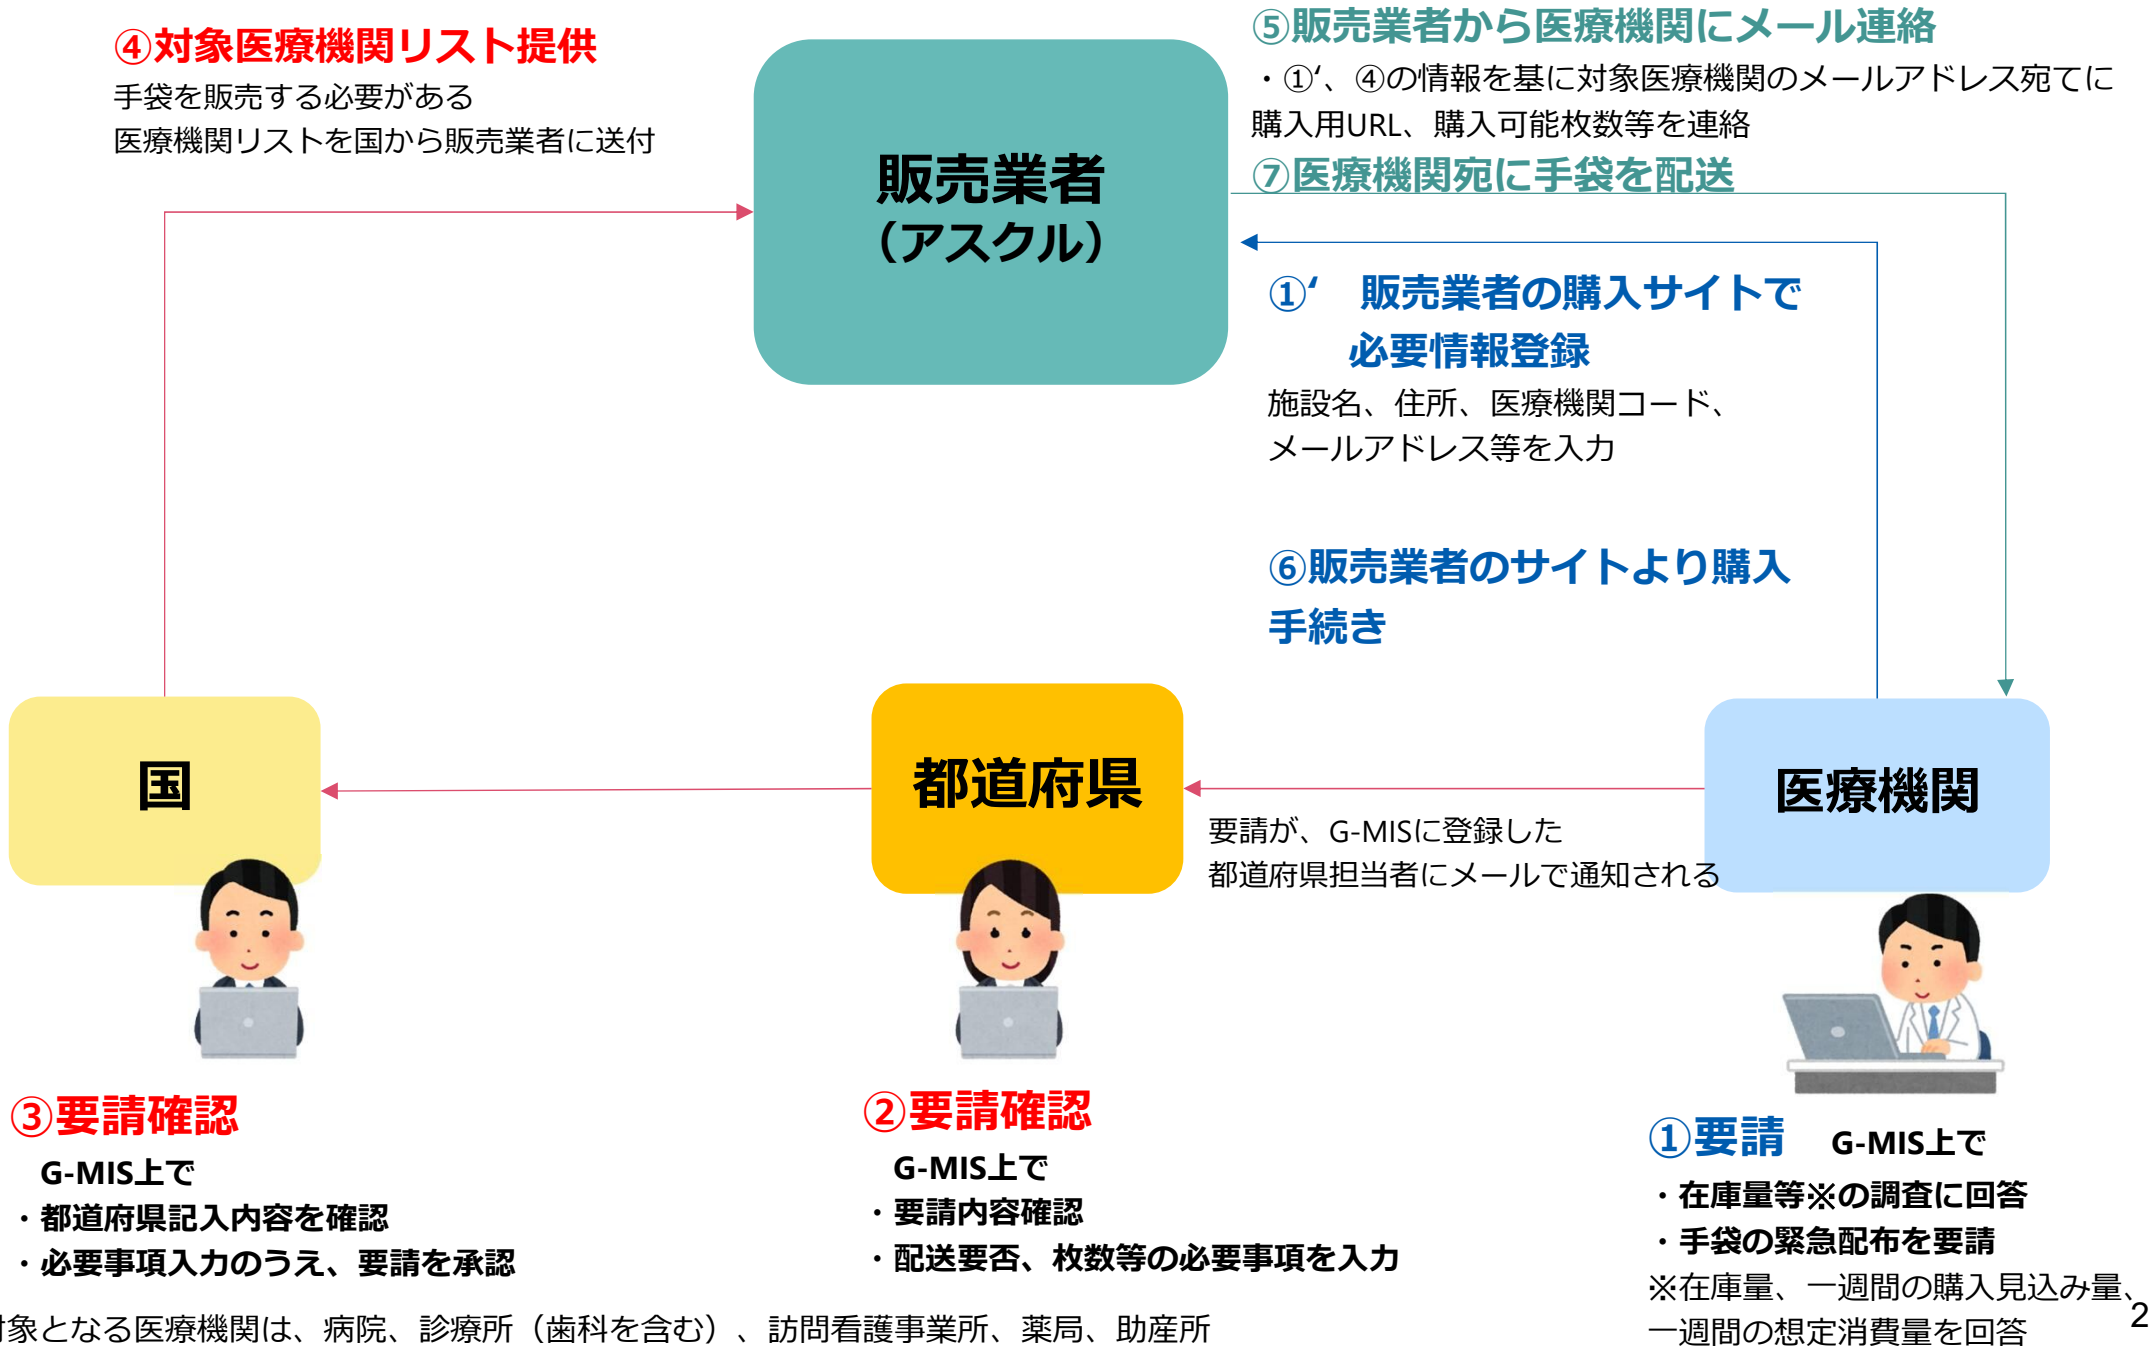 ④対象医療機関リスト提供
手袋を販売する必要がある
医療機関リストを国から販売業者に送付
販売業者
（アスクル）
⑤販売業者から医療機関にメール連絡
・①‘、④の情報を基に対象医療機関のメールアドレス宛てに
購入用URL、購入可能枚数等を連絡
⑦医療機関宛に手袋を配送
①‘　販売業者の購入サイトで
必要情報登録
施設名、住所、医療機関コード、
メールアドレス等を入力
⑥販売業者のサイトより購入
手続き
国
都道府県
医療機関
要請が、G-MISに登録した
都道府県担当者にメールで通知される
③要請確認
G-MIS上で
・都道府県記入内容を確認
・必要事項入力のうえ、要請を承認
②要請確認
G-MIS上で
・要請内容確認
・配送要否、枚数等の必要事項を入力
①要請　G-MIS上で
・在庫量等※の調査に回答
・手袋の緊急配布を要請
※在庫量、一週間の購入見込み量、
一週間の想定消費量を回答
対象となる医療機関は、病院、診療所（歯科を含む）、訪問看護事業所、薬局、助産所
2